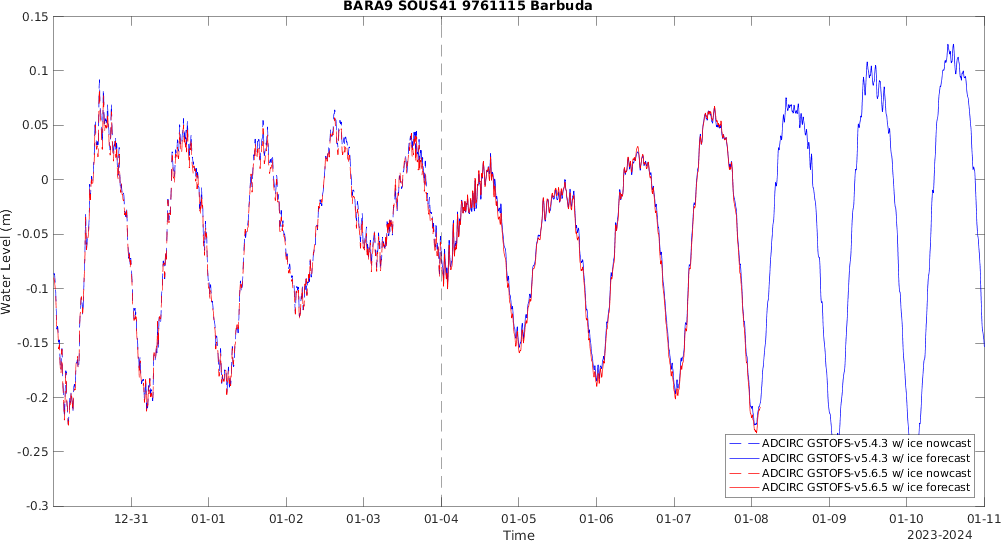 BARA9 SOUS41 9761115 Barbuda
0.15
0.1
0.05
0
-0.05
-0.1
-0.15
-0.2
-0.25
-0.3
Water Level (m)
12-31 01-01 01-02 01-03 01-04 01-05 01-06 01-07 01-08 01-09 01-10 01-11
Time
2023-2024
ADCIRC GSTOFS-v5.4.3 w/ ice nowcast
ADCIRC GSTOFS-v5.4.3 w/ ice forecast
ADCIRC GSTOFS-v5.6.5 w/ ice nowcast
ADCIRC GSTOFS-v5.6.5 w/ ice forecast